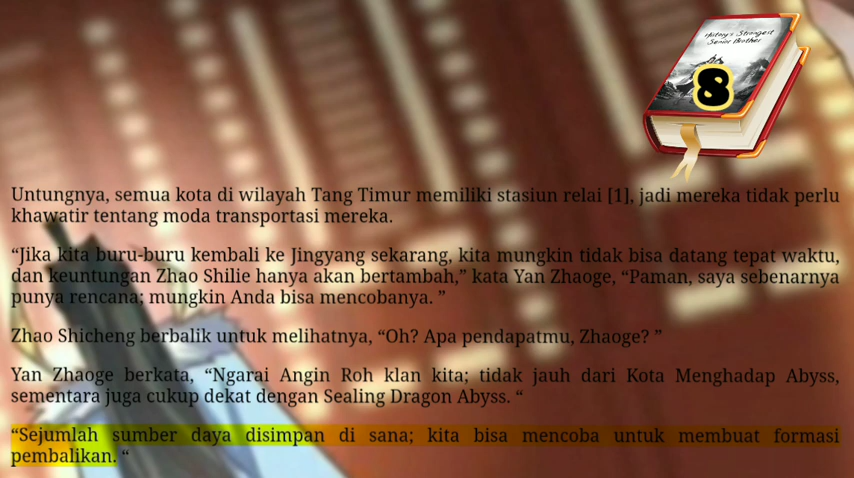 History's Strongest
Senior Brother
8
Untungnya, semua kota di wilayah Tang Timur memiliki stasiun relai [1], jadi mereka tidak perlu
khawatir tentang moda transportasi mereka.
“Jika kita buru-buru kembali ke Jingyang sekarang, kita mungkin tidak bisa datang tepat waktu,
dan keuntungan Zhao Shilie hanya akan bertambah,” kata Yan Zhaoge, “Paman, saya sebenarnya
punya rencana; mungkin Anda bisa mencobanya. ”
Zhao Shicheng berbalik untuk melihatnya, “Oh? Apa pendapatmu, Zhaoge? ”
Yan Zhaoge berkata, “Ngarai Angin Roh klan kita; tidak jauh dari Kota Menghadap Abyss,
sementara juga cukup dekat dengan Sealing Dragon Abyss. “
“Sejumlah sumber daya disimpan di sana; kita bisa mencoba untuk membuat formasi
pembalikan. “